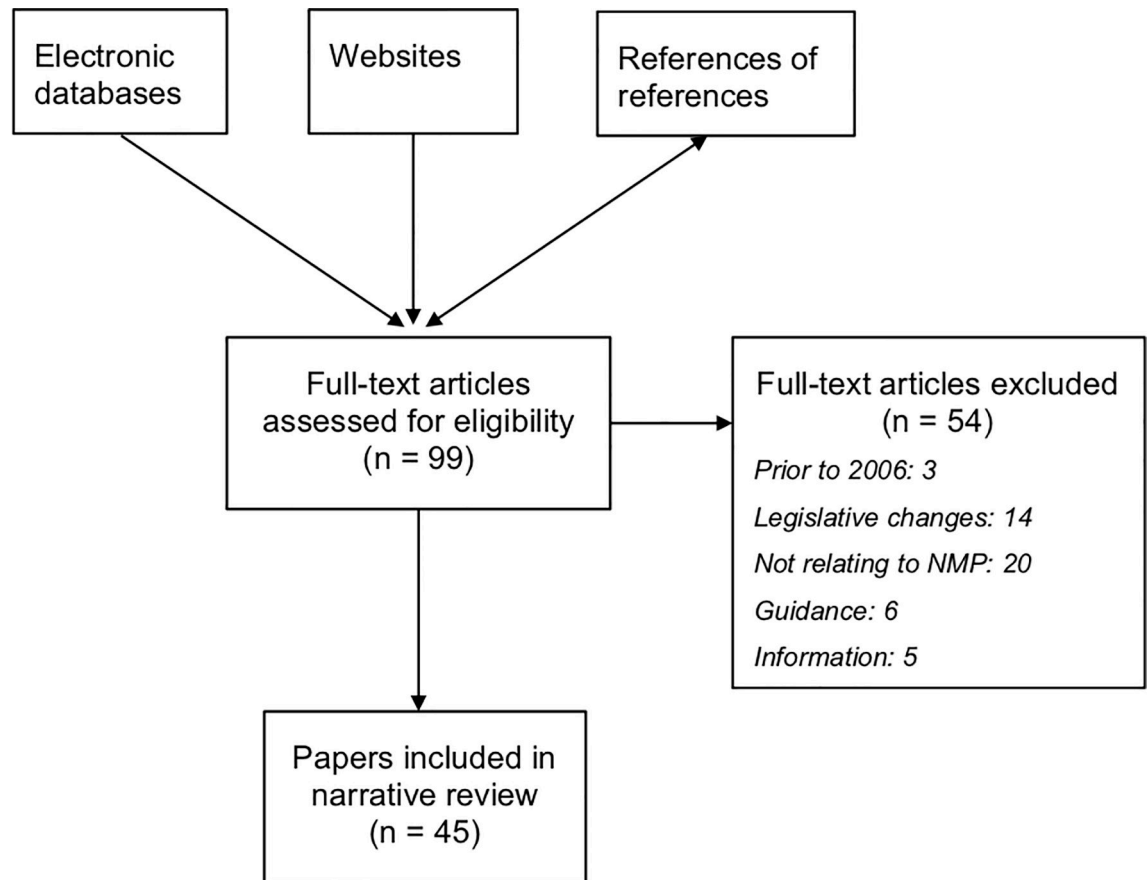 Electronic
databases
Websites
References of
references
Full-text articles
assessed for eligibility
(n = 99)
Full-text articles excluded
(n = 54)
Prior to 2006: 3
Legislative changes: 14
Not relating to NMP: 20
Guidance: 6
Information: 5
Papers included in
narrative review
(n = 45)